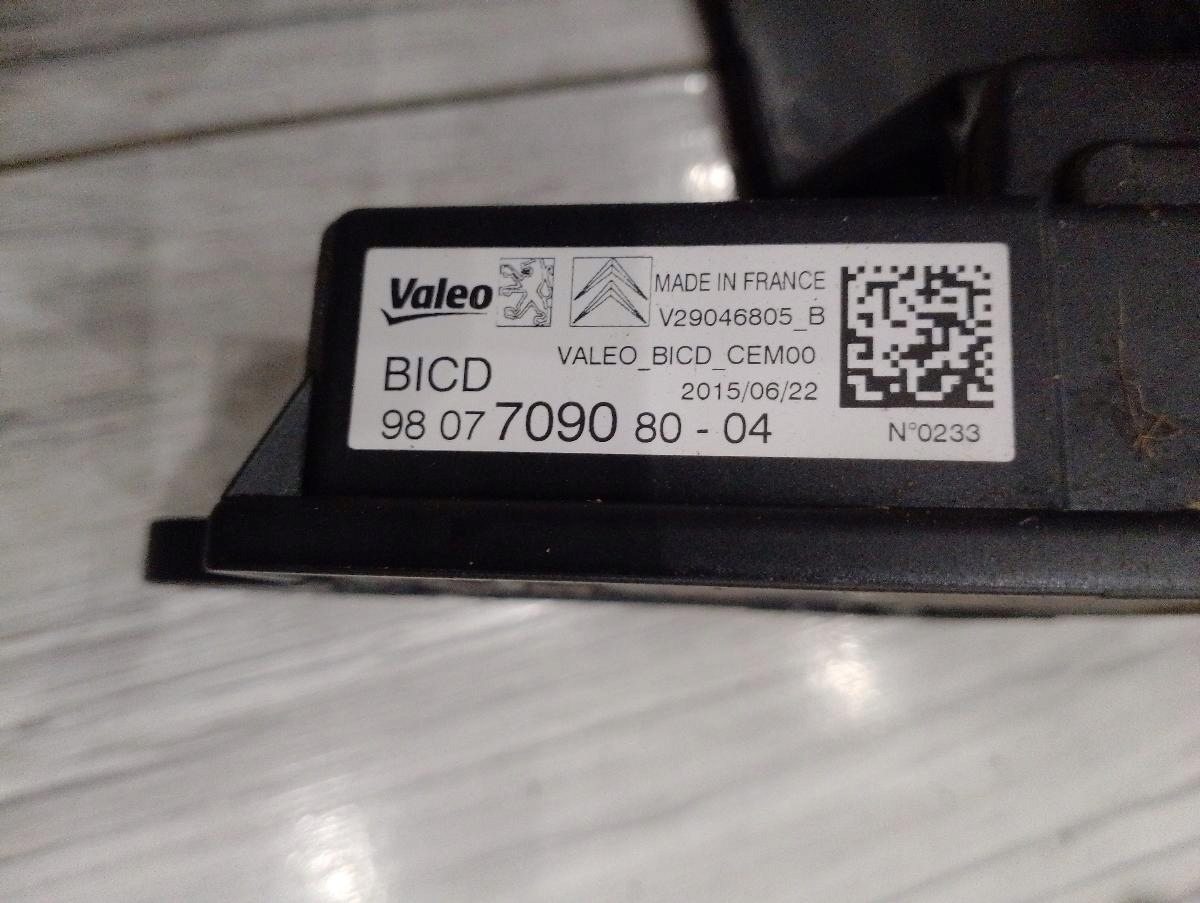 Valeo
MADE IN FRANCE
V29046805_B
VALEO_BICD_CEM00
BICD
2015/06/22
98 07 7090 80 - 04
N°0233